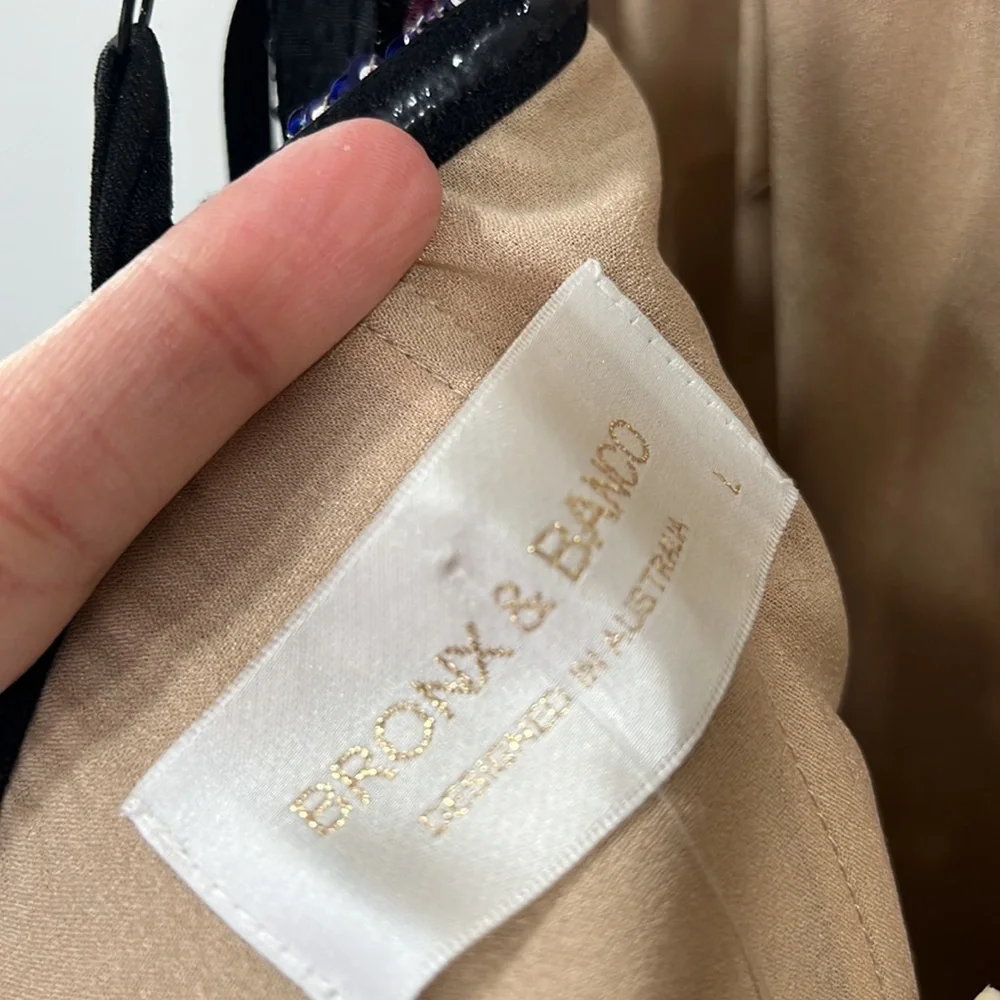 BRONX & BANCO
DESIGNED IN AUSTRALIA
L